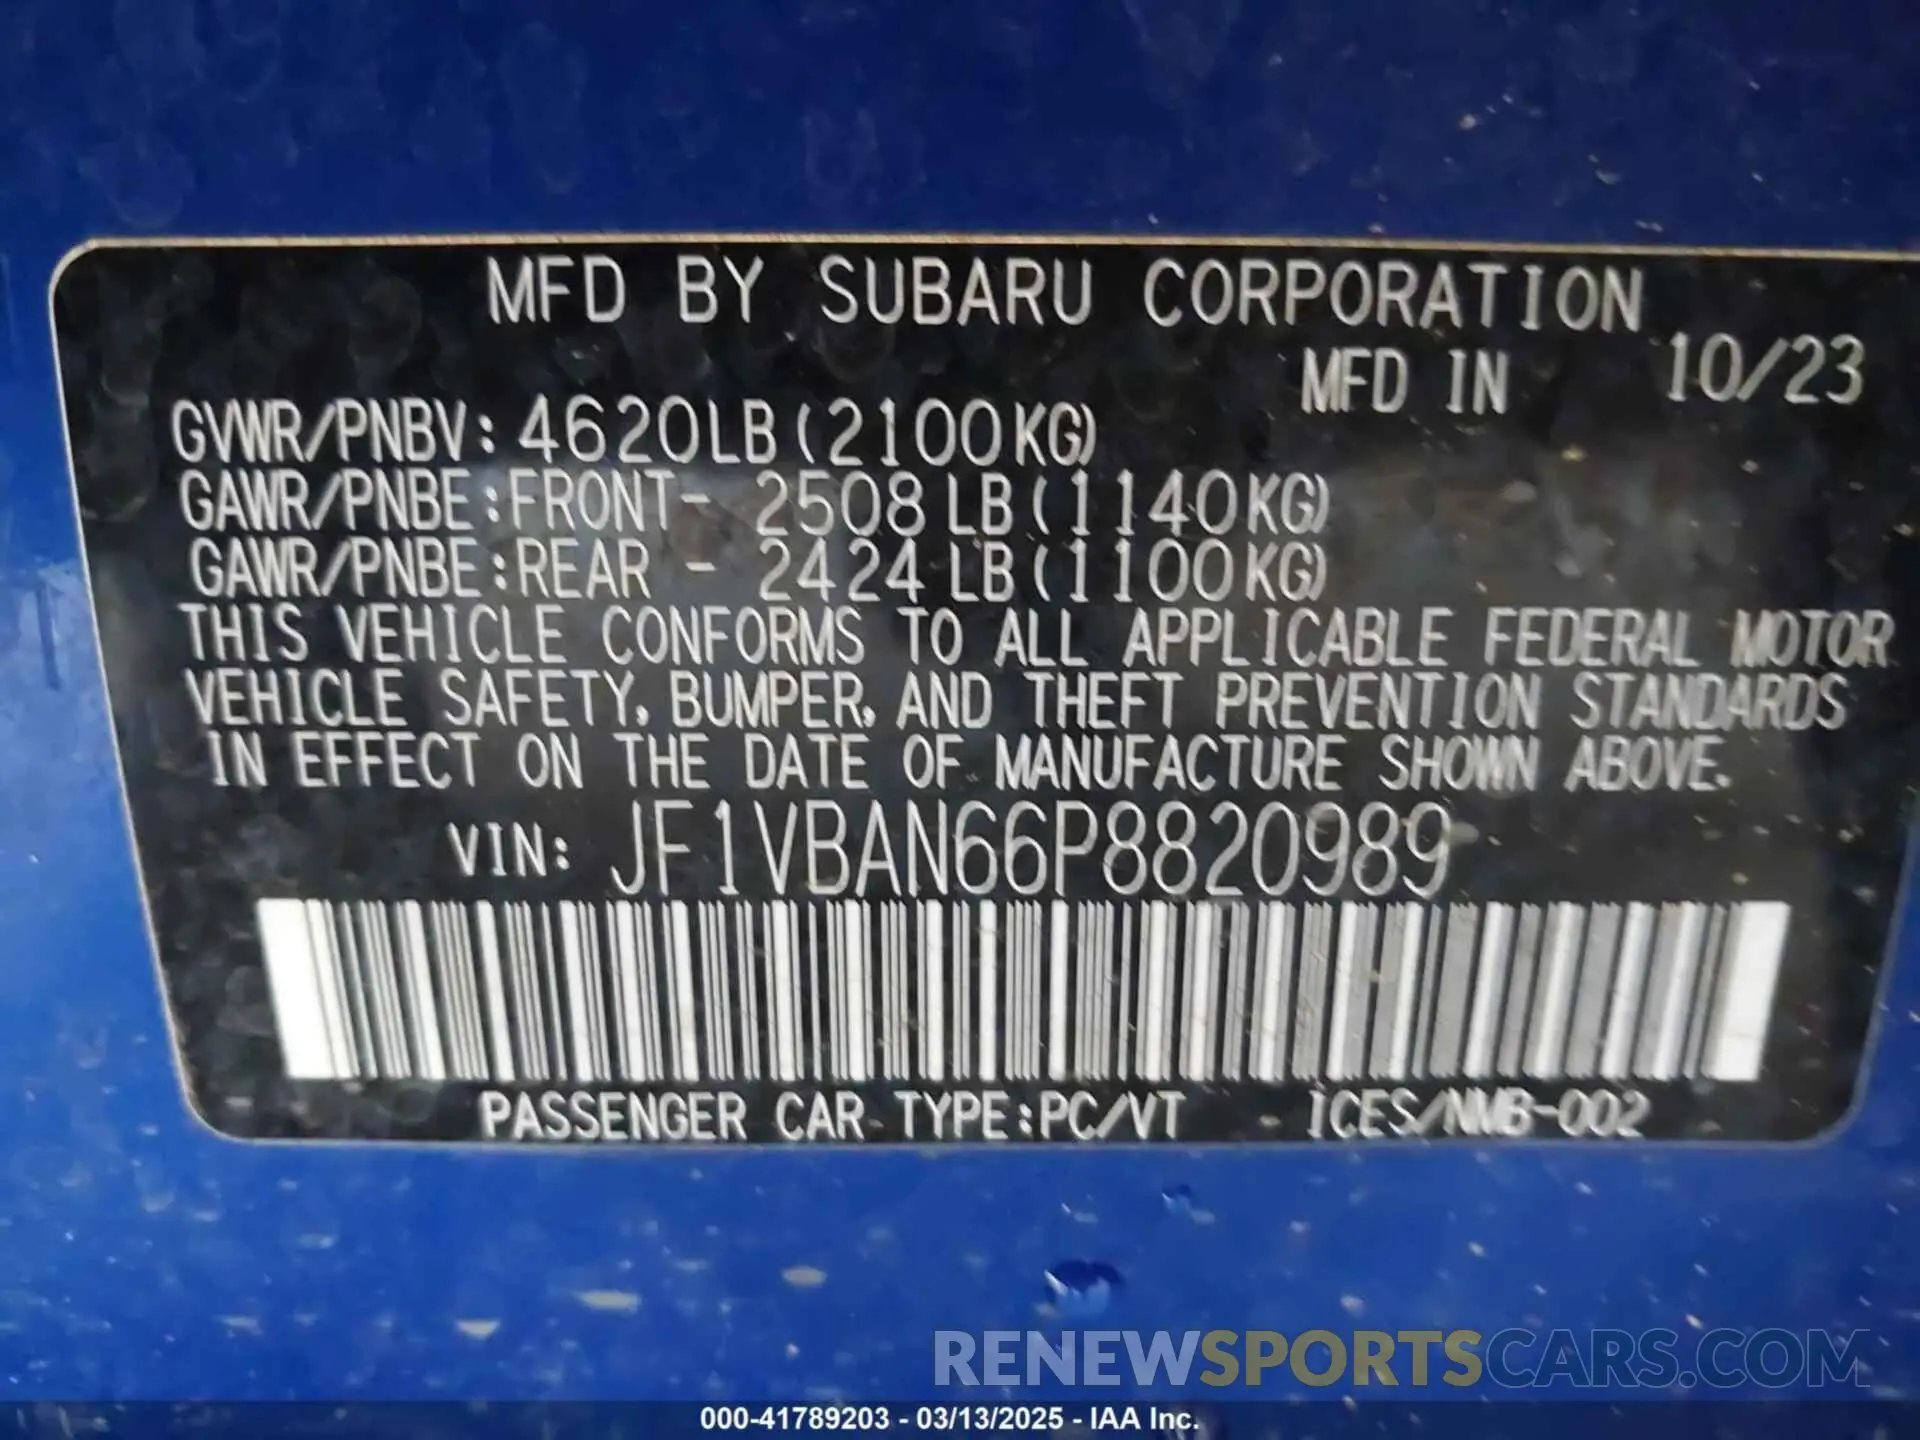 MFD BY SUBARU CORPORATION
MFD IN 10/23
GVWR/PNBV: 4620LB(2100KG)
GAWR/PNBE:FRONT- 2508 LB(1140KG)
GAWR/PNBE:REAR - 2424 LB(1100KG)
THIS VEHICLE CONFORMS TO ALL APPLICABLE FEDERAL MOTOR
VEHICLE SAFETY, BUMPER, AND THEFT PREVENTION STANDARDS
IN EFFECT ON THE DATE OF MANUFACTURE SHOWN ABOVE.
VIN: JF1VBAN66P8820989
PASSENGER CAR TYPE:PC/VT ICES/NMB-002
RENEWSPORTSCARS.COM
000-41789203 - 03/13/2025 - IAA Inc.